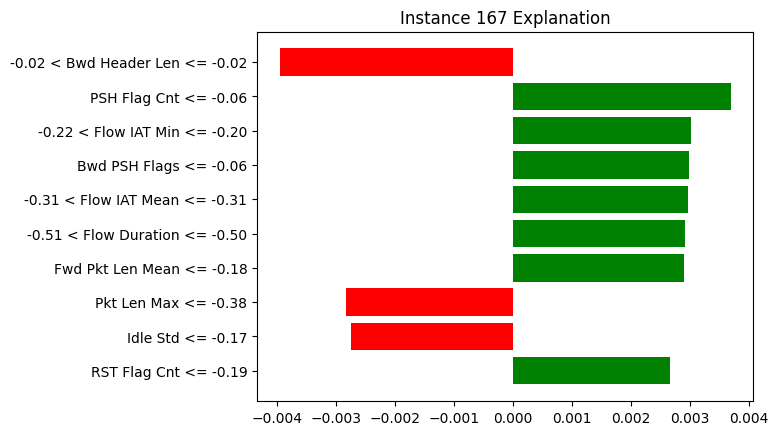 Instance 167 Explanation
-0.02 < Bwd Header Len <= -0.02
PSH Flag Cnt <= -0.06
-0.22 < Flow IAT Min <= -0.20
Bwd PSH Flags <= -0.06
-0.31 < Flow IAT Mean <= -0.31
-0.51 < Flow Duration <= -0.50
Fwd Pkt Len Mean <= -0.18
Pkt Len Max <= -0.38
Idle Std <= -0.17
RST Flag Cnt <= -0.19
−0.004 −0.003 −0.002 −0.001 0.000 0.001 0.002 0.003 0.004